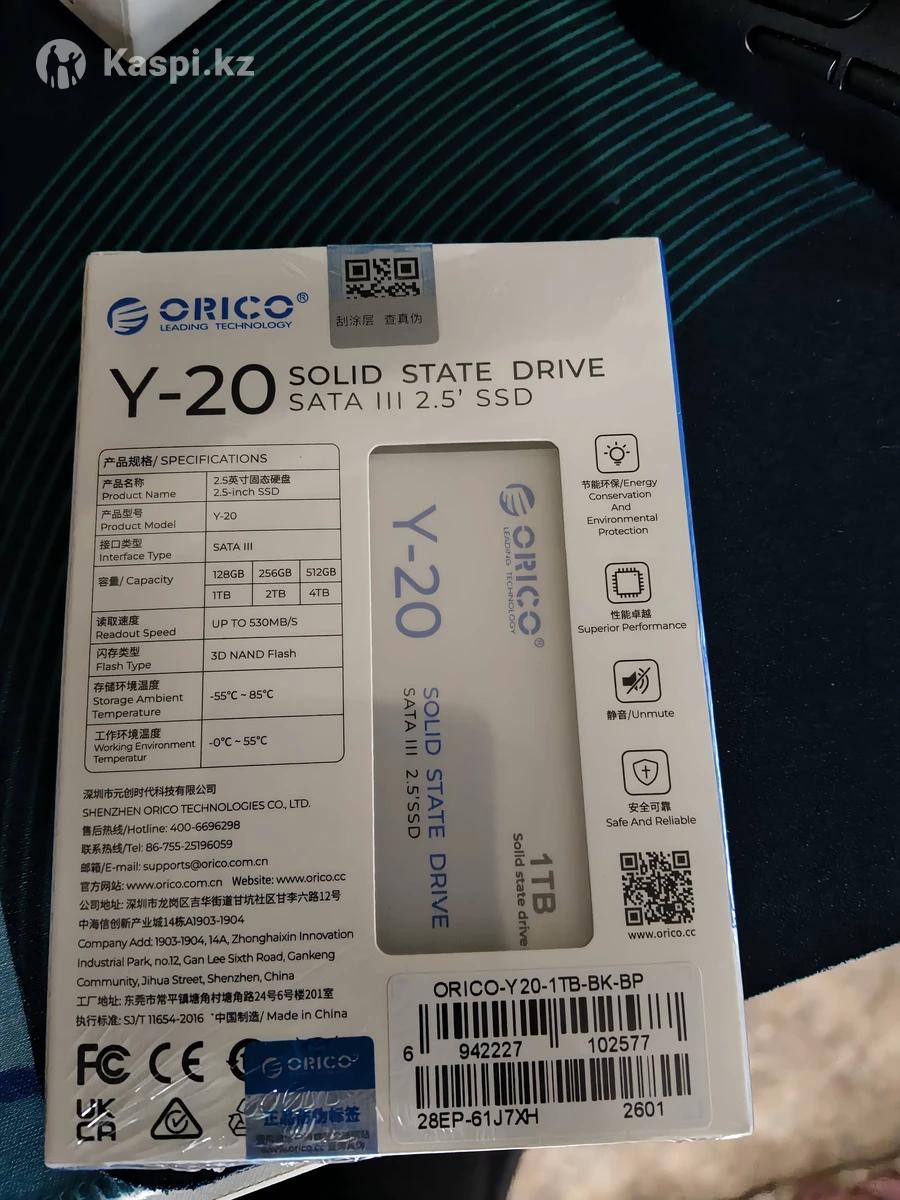 Kaspi.kz
ORICO®
LEADING TECHNOLOGY
刮涂层 查真伪
Y-20
SOLID STATE DRIVE
SATA III 2.5' SSD
产品规格/ SPECIFICATIONS
产品名称
Product Name
2.5英寸固态硬盘
2.5-inch SSD
产品型号
Product Model
Y-20
接口类型
Interface Type
SATA III
容量/ Capacity
128GB 256GB 512GB
1TB 2TB 4TB
读取速度
Readout Speed
UP TO 530MB/S
闪存类型
Flash Type
3D NAND Flash
存储环境温度
Storage Ambient
Temperature
-55℃ ~ 85℃
工作环境温度
Working Environment
Temperatur
-0℃ ~ 55℃
深圳市元创时代科技有限公司
SHENZHEN ORICO TECHNOLOGIES CO., LTD.
售后热线/Hotline: 400-6696298
联系热线/Tel: 86-755-25196059
邮箱/E-mail: supports@orico.com.cn
官方网站: www.orico.com.cn Website: www.orico.cc
公司地址: 深圳市龙岗区吉华街道甘坑社区甘李六路12号
中海信创新产业城14栋A1903-1904
Company Add: 1903-1904, 14A, Zhonghaixin Innovation
Industrial Park, no.12, Gan Lee Sixth Road, Gankeng
Community, Jihua Street, Shenzhen, China
工厂地址: 东莞市常平镇塘角村塘角路24号6号楼201室
执行标准: SJ/T 11654-2016 *中国制造/ Made in China
FC CE
UK
CA
ORICO®
LEADING TECHNOLOGY
Y-20
SOLID STATE DRIVE
SATA III 2.5'SSD
1TB
Solid state drive
节能环保/Energy
Conservation
And
Environmental
Protection
性能卓越
Superior Performance
静音/Unmute
安全可靠
Safe And Reliable
www.orico.cc
ORICO-Y20-1TB-BK-BP
6 942227 102577
28EP-61J7XH 2601
ORICO
正品防伪标签
www.orico.cc